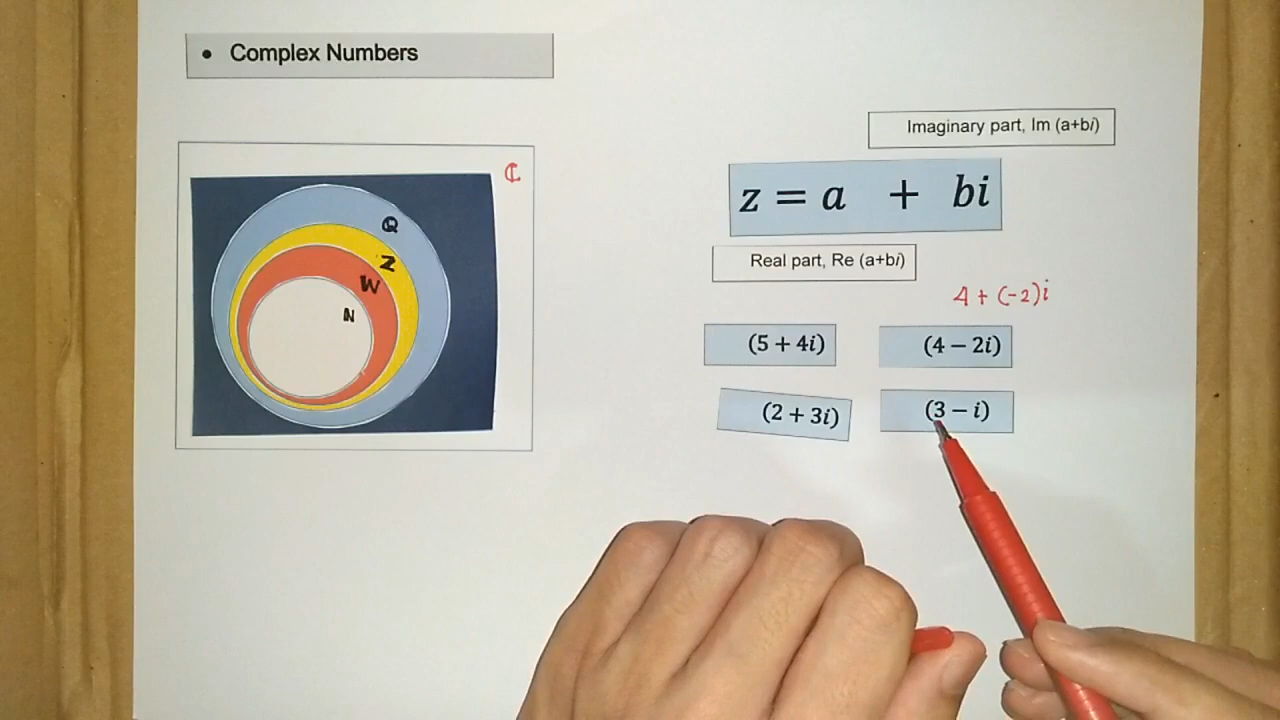 • Complex Numbers
ℂ
Q
Z
W
N
Imaginary part, Im (a+bi)
z = a + bi
Real part, Re (a+bi)
4 + (-2)i
(5 + 4i)
(4 − 2i)
(2 + 3i)
(3 − i)